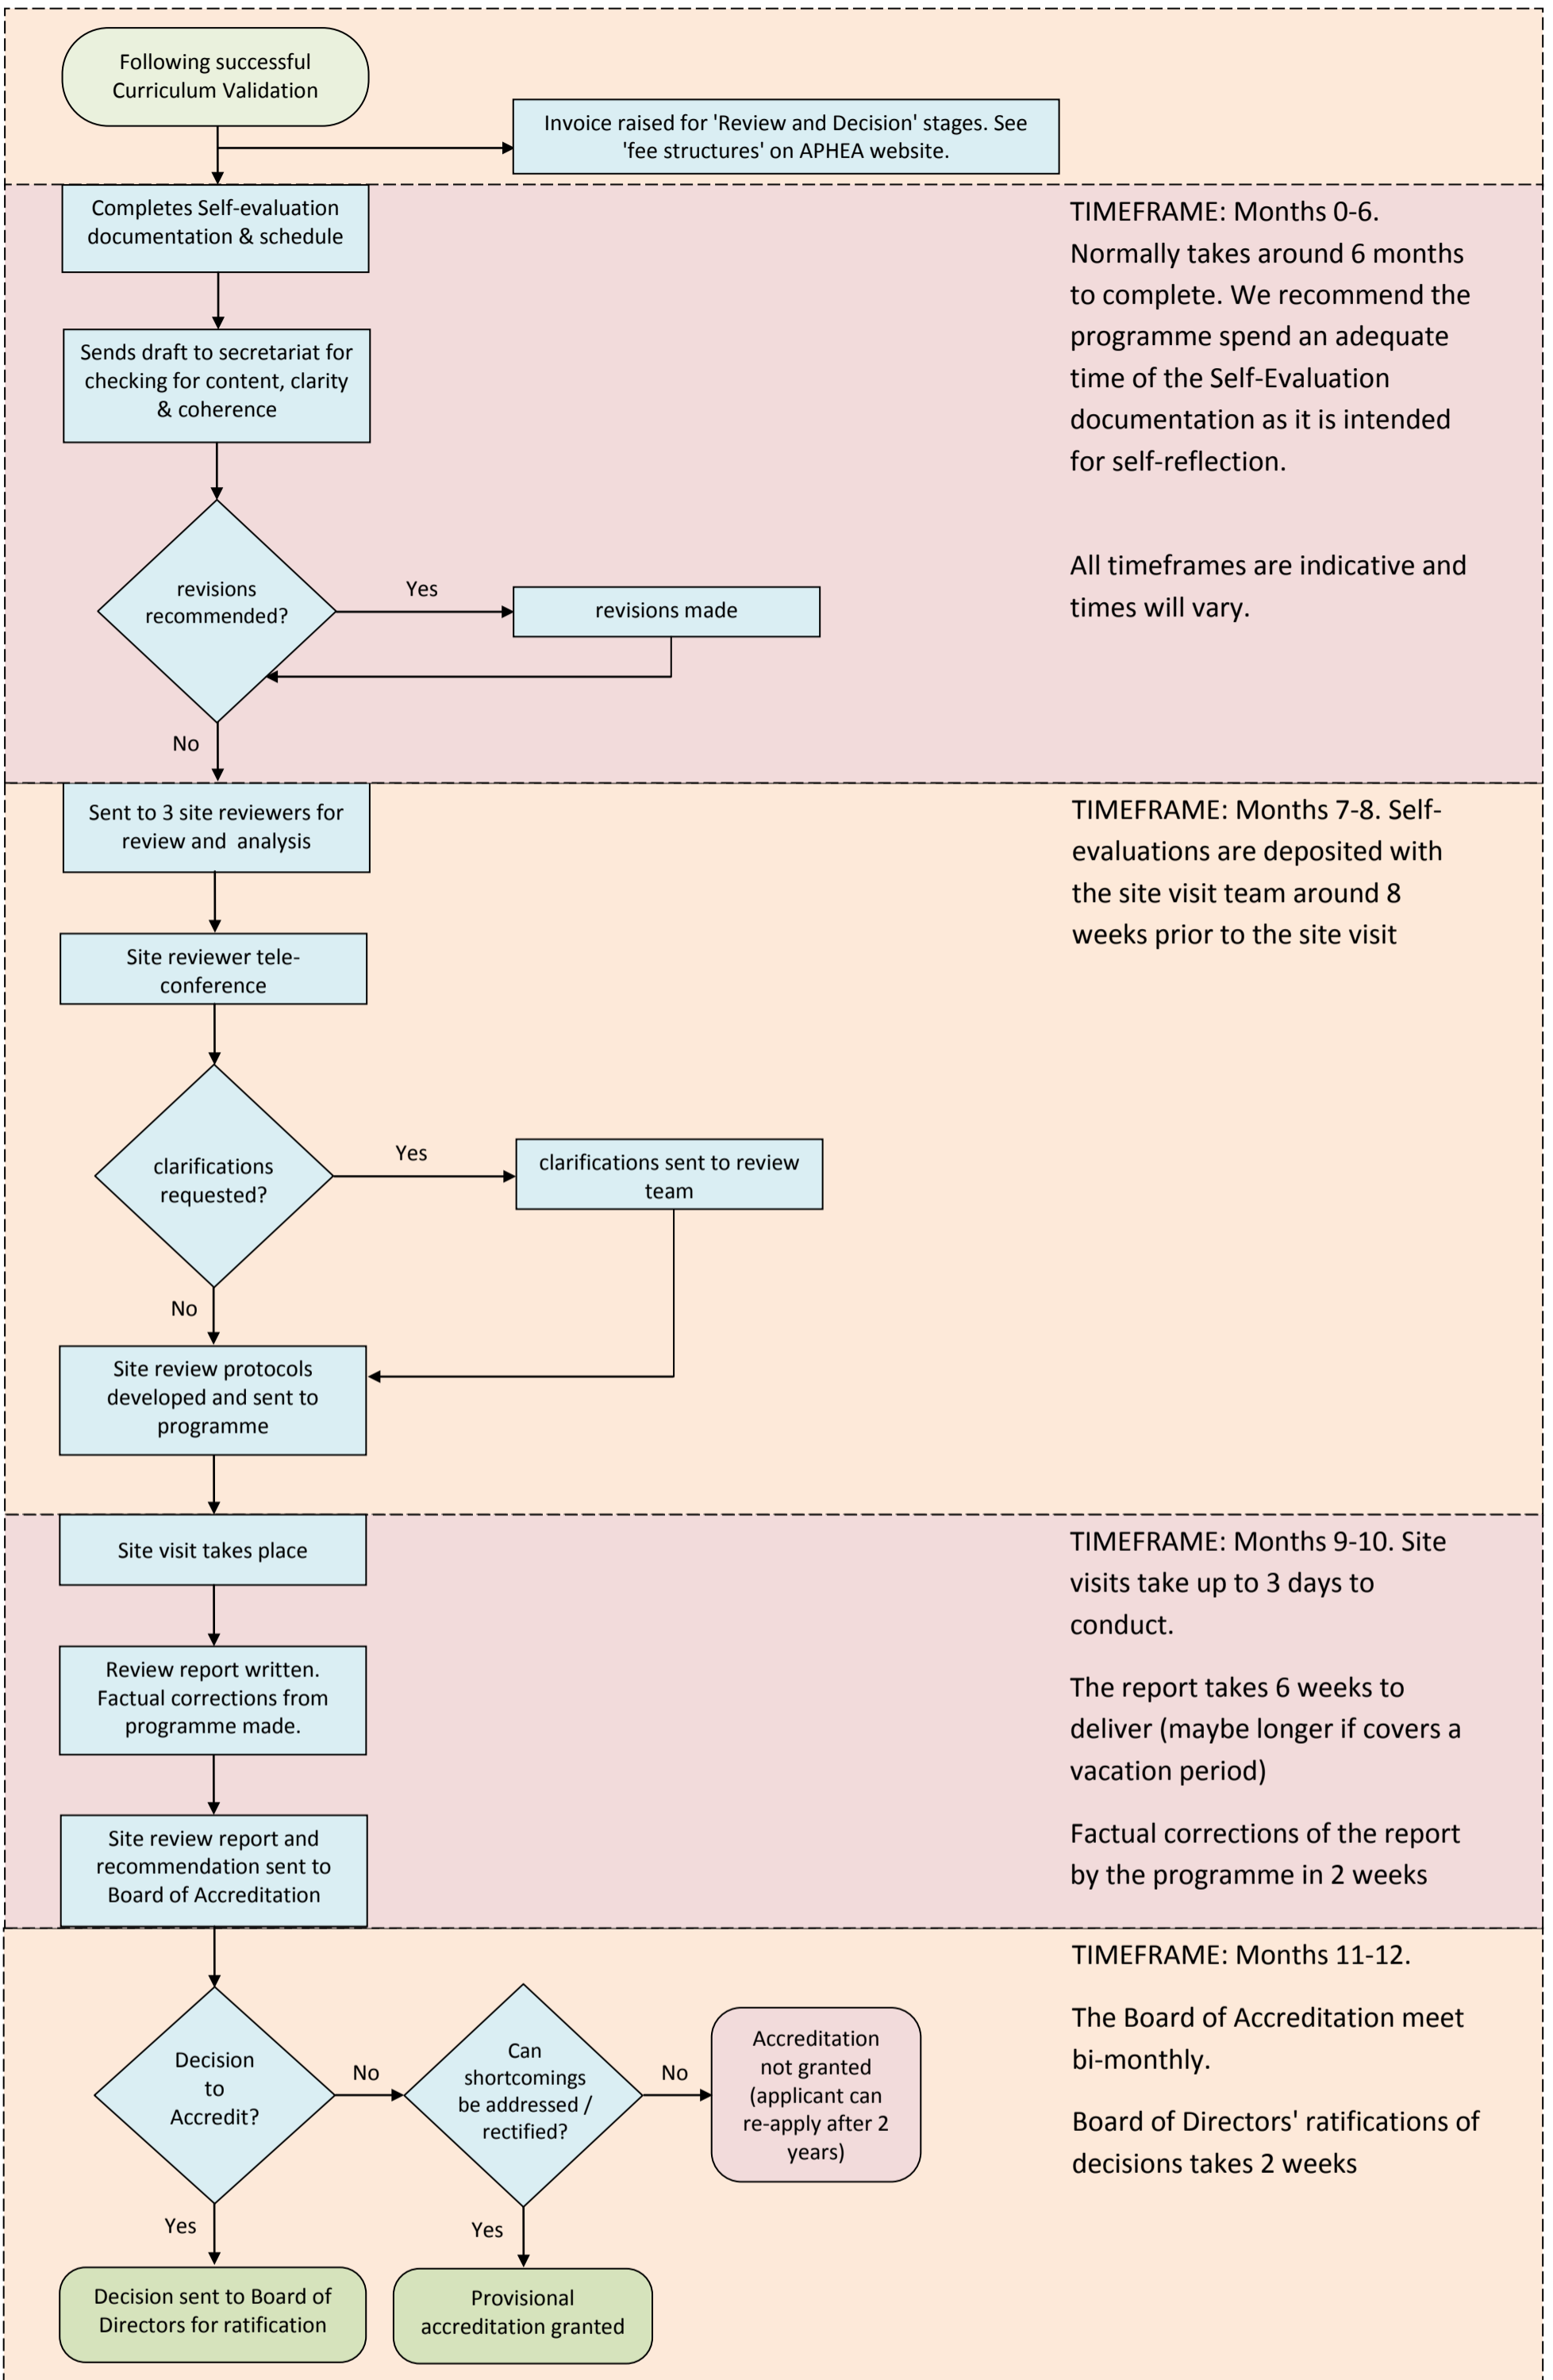 Following successful
Curriculum Validation
Invoice raised for 'Review and Decision' stages. See
'fee structures' on APHEA website.
Completes Self-evaluation
documentation & schedule
TIMEFRAME: Months 0-6.
Normally takes around 6 months
to complete. We recommend the
programme spend an adequate
time of the Self-Evaluation
documentation as it is intended
for self-reflection.
All timeframes are indicative and
times will vary.
Sends draft to secretariat for
checking for content, clarity
& coherence
revisions
recommended?
Yes
revisions made
No
Sent to 3 site reviewers for
review and  analysis
TIMEFRAME: Months 7-8. Self-
evaluations are deposited with
the site visit team around 8
weeks prior to the site visit
Site reviewer tele-
conference
clarifications
requested?
Yes
clarifications sent to review
team
No
Site review protocols
developed and sent to
programme
Site visit takes place
TIMEFRAME: Months 9-10. Site
visits take up to 3 days to
conduct.
The report takes 6 weeks to
deliver (maybe longer if covers a
vacation period)
Factual corrections of the report
by the programme in 2 weeks
Review report written.
Factual corrections from
programme made.
Site review report and
recommendation sent to
Board of Accreditation
TIMEFRAME: Months 11-12.
The Board of Accreditation meet
bi-monthly.
Board of Directors' ratifications of
decisions takes 2 weeks
Decision
to
Accredit?
No
Can
shortcomings
be addressed /
rectified?
No
Accreditation
not granted
(applicant can
re-apply after 2
years)
Yes
Yes
Decision sent to Board of
Directors for ratification
Provisional
accreditation granted